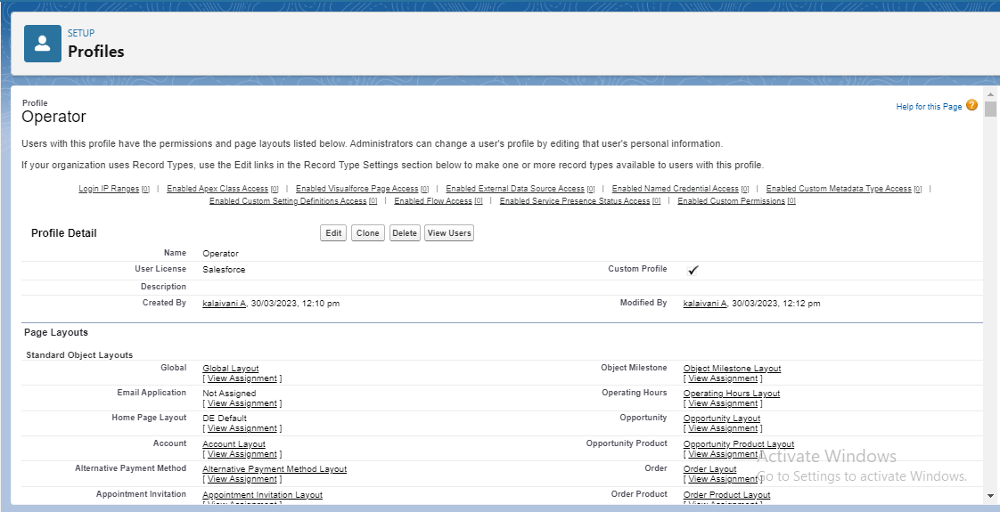 SETUP
Profiles
Profile
Operator
Help for this Page ?
Users with this profile have the permissions and page layouts listed below. Administrators can change a user's profile by editing that user's personal information.
If your organization uses Record Types, use the Edit links in the Record Type Settings section below to make one or more record types available to users with this profile.
Login IP Ranges [0] | Enabled Apex Class Access [0] | Enabled Visualforce Page Access [0] | Enabled External Data Source Access [0] | Enabled Named Credential Access [0] | Enabled Custom Metadata Type Access [0] |
Enabled Custom Setting Definitions Access [0] | Enabled Flow Access [0] | Enabled Service Presence Status Access [0] | Enabled Custom Permissions [0]
Profile Detail Edit Clone Delete View Users
Name Operator
User License Salesforce Custom Profile ✓
Description
Created By kalaivani A, 30/03/2023, 12:10 pm Modified By kalaivani A, 30/03/2023, 12:12 pm
Page Layouts
Standard Object Layouts
Global Global Layout Object Milestone Object Milestone Layout
[ View Assignment ] [ View Assignment ]
Email Application Not Assigned Operating Hours Operating Hours Layout
[ View Assignment ] [ View Assignment ]
Home Page Layout DE Default Opportunity Opportunity Layout
[ View Assignment ] [ View Assignment ]
Account Account Layout Opportunity Product Opportunity Product Layout
[ View Assignment ] [ View Assignment ]
Alternative Payment Method Alternative Payment Method Layout Order Order Layout
[ View Assignment ] [ View Assignment ]
Appointment Invitation Appointment Invitation Layout Order Product Order Product Layout
[ View Assignment ] [ View Assignment ]
Activate Windows
Go to Settings to activate Windows.